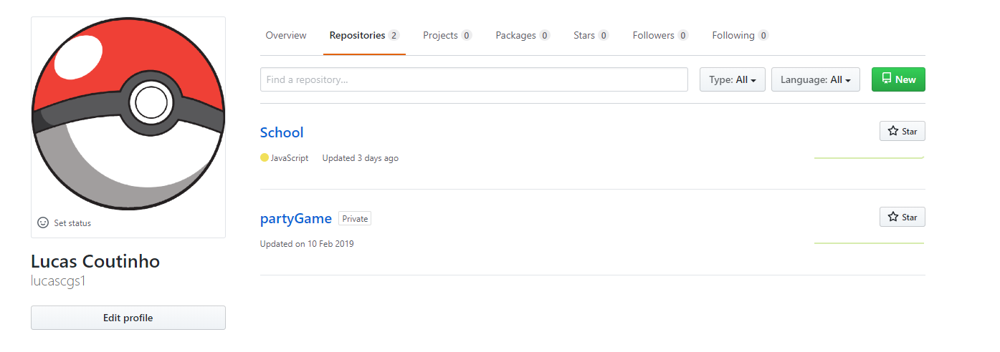 Overview Repositories 2 Projects 0 Packages 0 Stars 0 Followers 0 Following 0
Find a repository... Type: All Language: All New
School Star
JavaScript Updated 3 days ago
partyGame Private Star
Updated on 10 Feb 2019
Set status
Lucas Coutinho
lucascgs1
Edit profile